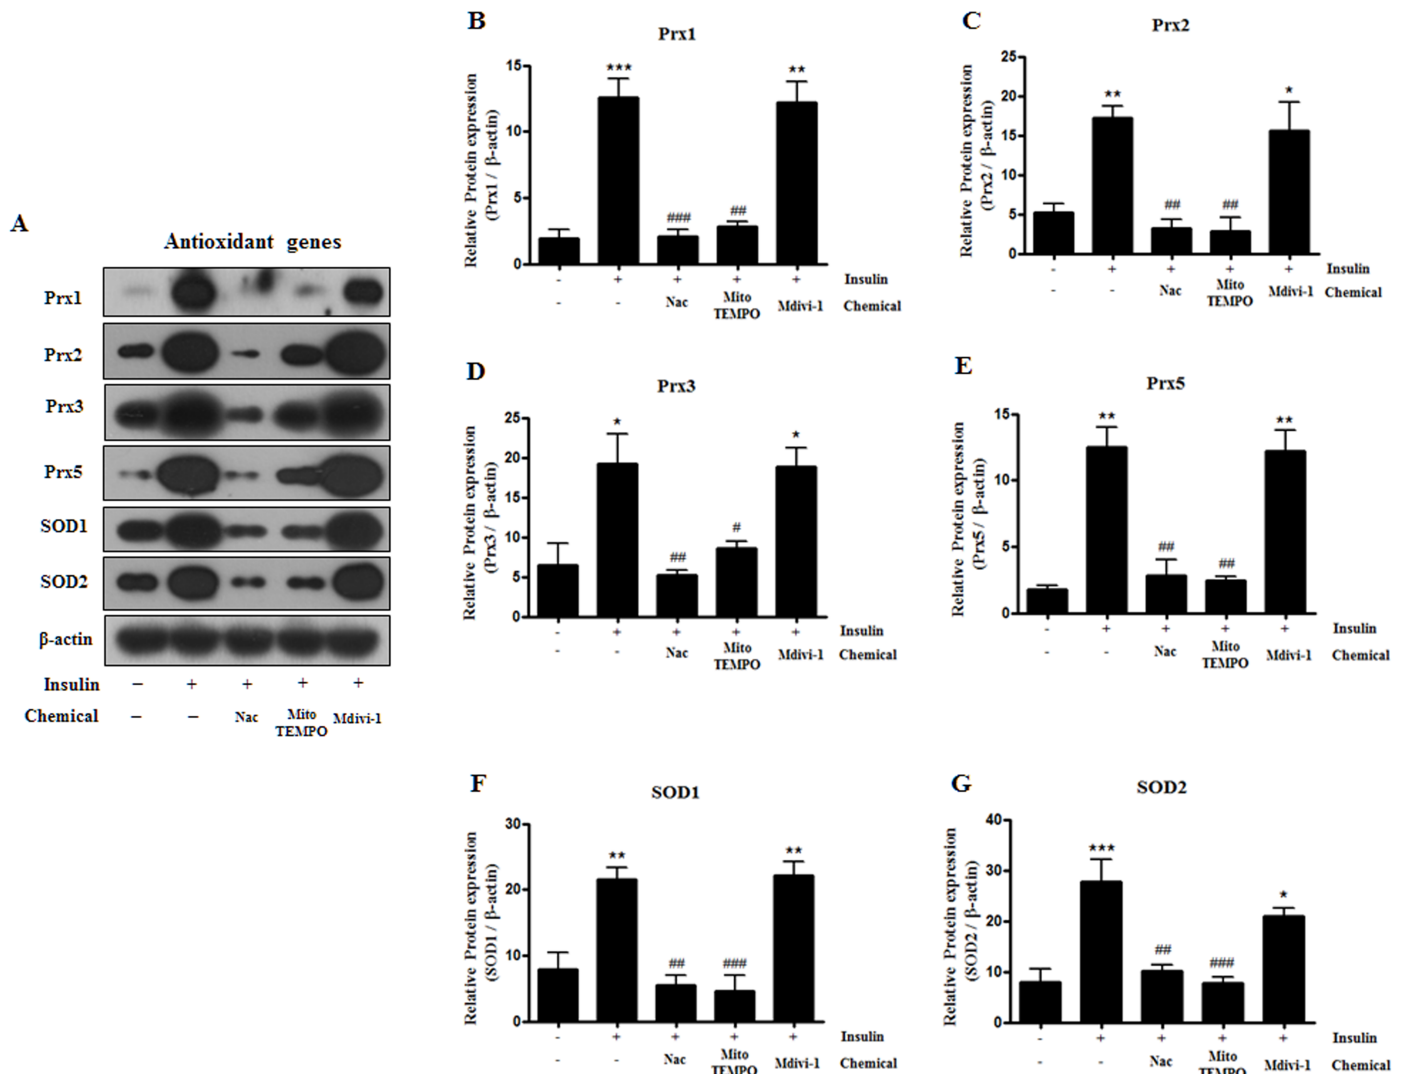 A
Antioxidant genes
Prx1
Prx2
Prx3
Prx5
SOD1
SOD2
β-actin
Insulin – + + + +
Chemical – – Nac Mito TEMPO Mdivi-1
B
Prx1
Relative Protein expression
(Prx1 / β-actin)
15
10
5
0
*** ### ## **
- + + + + Insulin
- - Nac Mito TEMPO Mdivi-1 Chemical
C
Prx2
Relative Protein expression
(Prx2 / β-actin)
25
20
15
10
5
0
** ## ## *
- + + + + Insulin
- - Nac Mito TEMPO Mdivi-1 Chemical
D
Prx3
Relative Protein expression
(Prx3 / β-actin)
25
20
15
10
5
0
* ## # *
- + + + + Insulin
- - Nac Mito TEMPO Mdivi-1 Chemical
E
Prx5
Relative Protein expression
(Prx5 / β-actin)
15
10
5
0
** ## ## **
- + + + + Insulin
- - Nac Mito TEMPO Mdivi-1 Chemical
F
SOD1
Relative Protein expression
(SOD1 / β-actin)
30
20
10
0
** ## ### **
- + + + + Insulin
- - Nac Mito TEMPO Mdivi-1 Chemical
G
SOD2
Relative Protein expression
(SOD2 / β-actin)
40
30
20
10
0
*** ## ### *
- + + + + Insulin
- - Nac Mito TEMPO Mdivi-1 Chemical